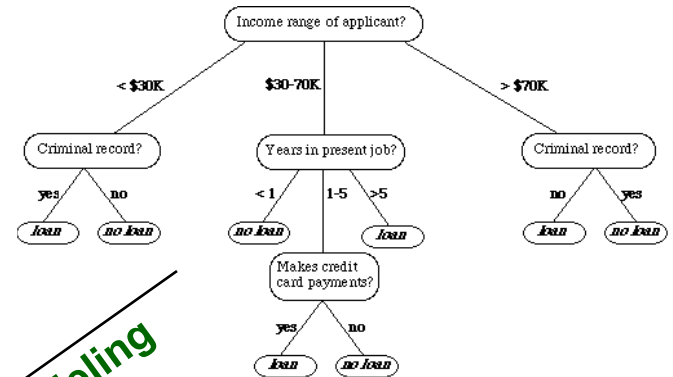 Income range of applicant?
< $30K
$30-70K
> $70K
Criminal record?
Years in present job?
Criminal record?
yes
no
< 1
1-5
>5
no
yes
loan
no loan
no loan
loan
loan
no loan
Makes credit
card payments?
yes
no
loan
no loan